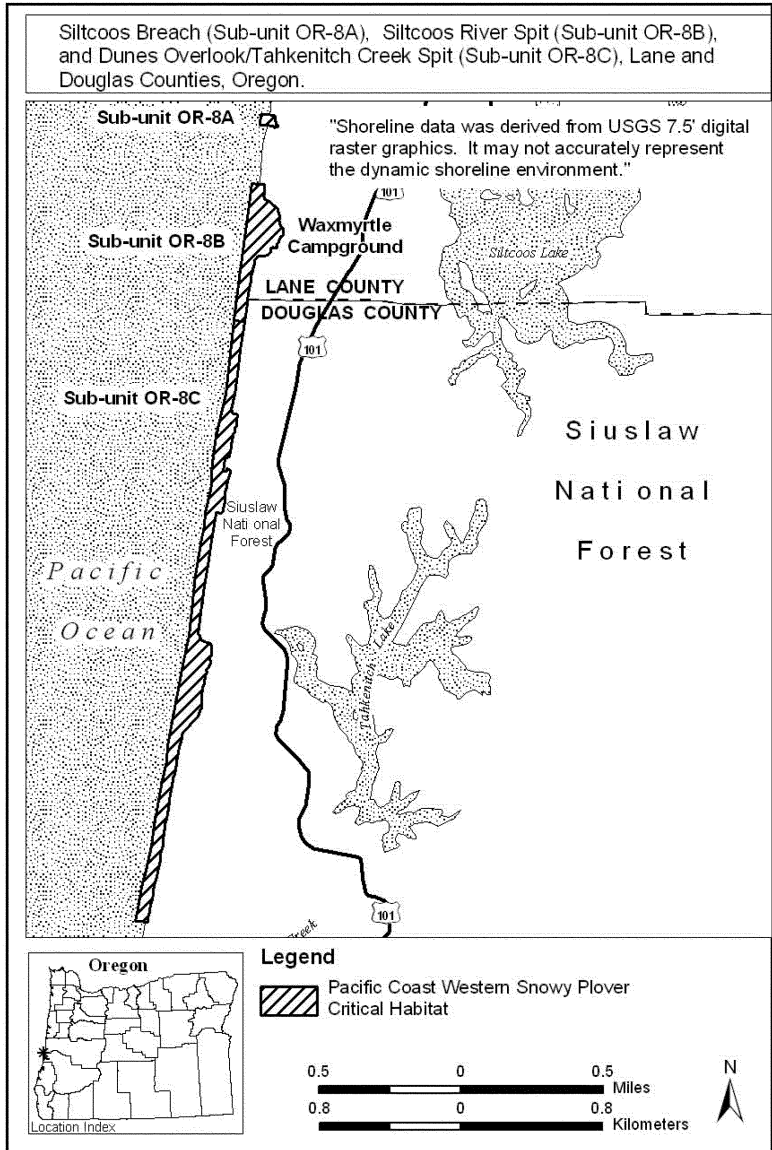 Siltcoos Breach (Sub-unit OR-8A), Siltcoos River Spit (Sub-unit OR-8B),
and Dunes Overlook/Tahkenitch Creek Spit (Sub-unit OR-8C), Lane and
Douglas Counties, Oregon.
Sub-unit OR-8A
"Shoreline data was derived from USGS 7.5' digital
raster graphics. It may not accurately represent
the dynamic shoreline environment."
101
Sub-unit OR-8B
Waxmyrtle
Campground
Siltcoos Lake
LANE COUNTY
DOUGLAS COUNTY
101
Sub-unit OR-8C
Siuslaw
National
Forest
Siuslaw
National
Forest
Pacific
Ocean
Tahkenitch Lake
101
Creek
Oregon
Location Index
Legend
Pacific Coast Western Snowy Plover
Critical Habitat
0.5 0 0.5
Miles
0.8 0 0.8
Kilometers
N